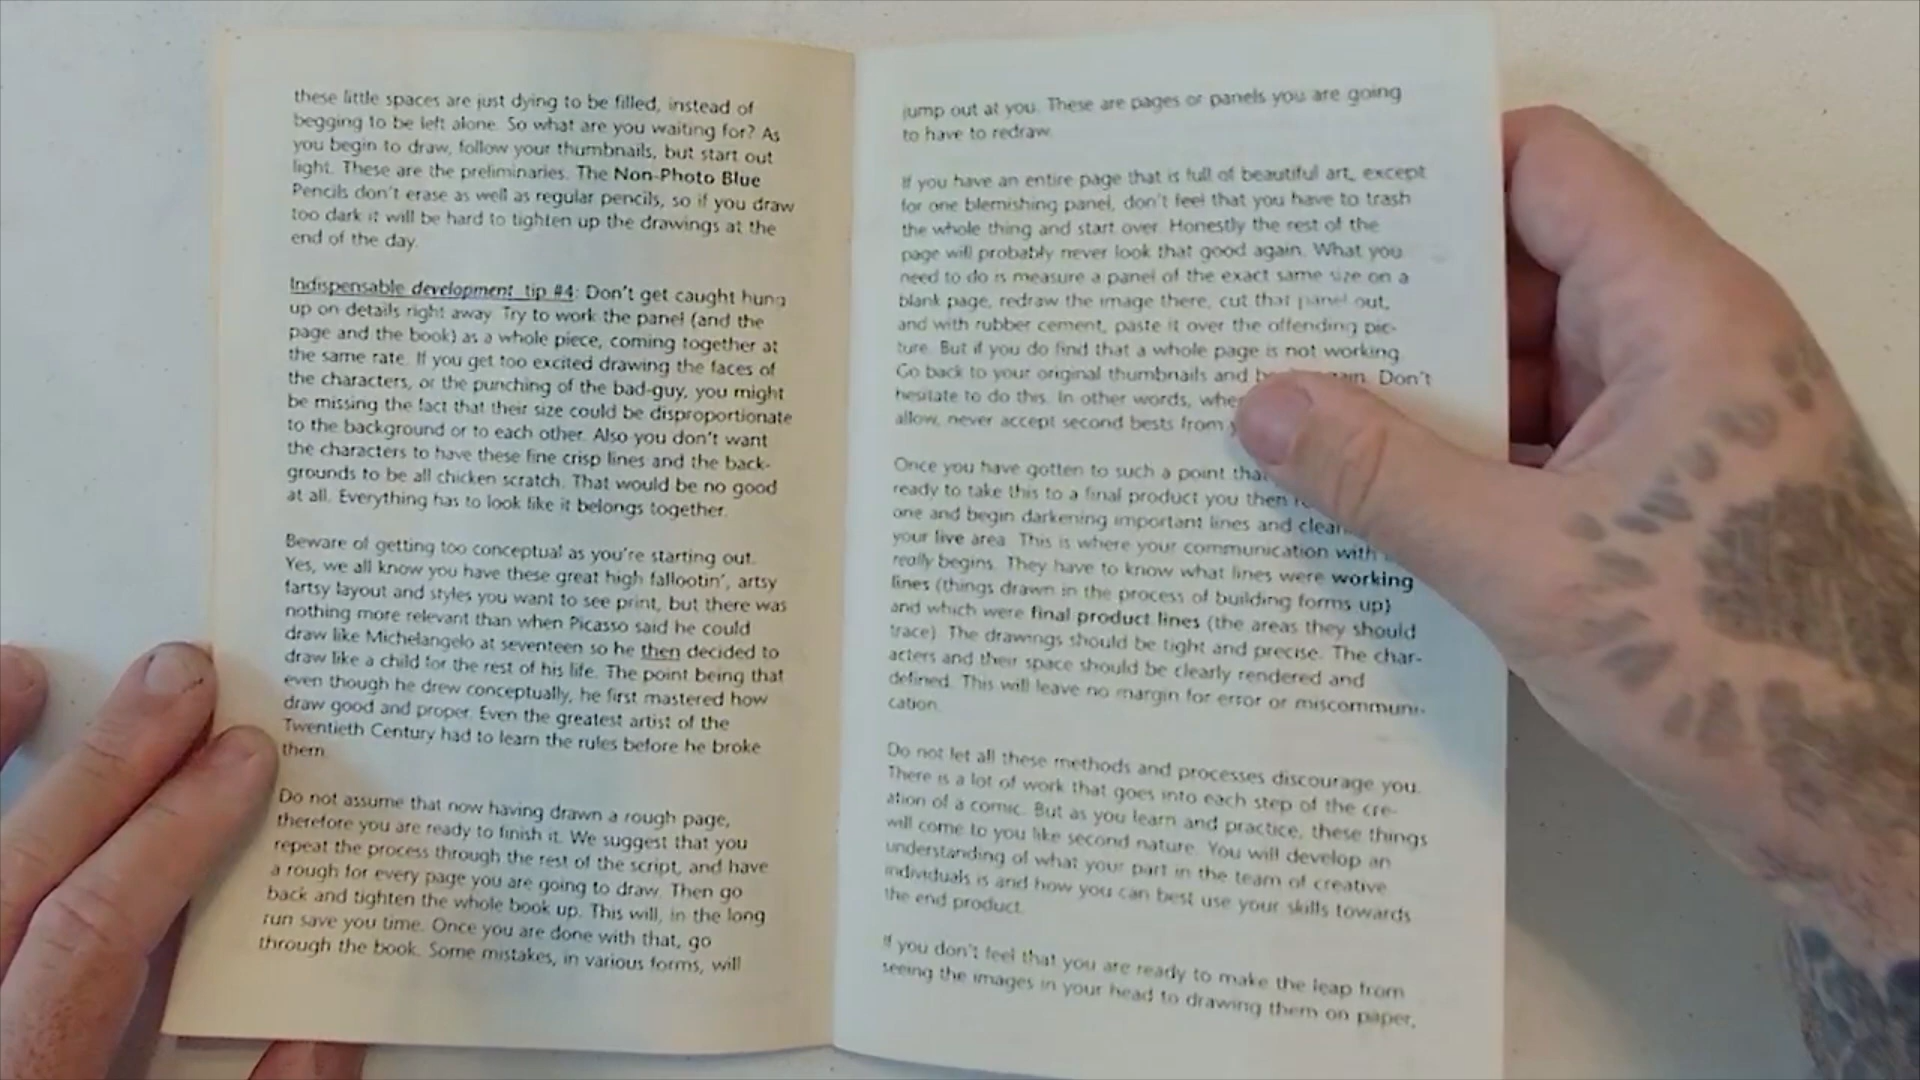 these little spaces are just dying to be filled, instead of
begging to be left alone. So what are you waiting for? As
you begin to draw, follow your thumbnails, but start out
light. These are the preliminaries. The Non-Photo Blue
Pencils don't erase as well as regular pencils, so if you draw
too dark it will be hard to tighten up the drawings at the
end of the day.
Indispensable development tip #4: Don't get caught hung
up on details right away. Try to work the panel (and the
page and the book) as a whole piece, coming together at
the same rate. If you get too excited drawing the faces of
the characters, or the punching of the bad-guy, you might
be missing the fact that their size could be disproportionate
to the background or to each other. Also you don't want
the characters to have these fine crisp lines and the back-
grounds to be all chicken scratch. That would be no good
at all. Everything has to look like it belongs together.
Beware of getting too conceptual as you're starting out.
Yes, we all know you have these great high fallootin', artsy
fartsy layout and styles you want to see print, but there was
nothing more relevant than when Picasso said he could
draw like Michelangelo at seventeen so he then decided to
draw like a child for the rest of his life. The point being that
even though he drew conceptually, he first mastered how
draw good and proper. Even the greatest artist of the
Twentieth Century had to learn the rules before he broke
them.
Do not assume that now having drawn a rough page,
therefore you are ready to finish it. We suggest that you
repeat the process through the rest of the script, and have
a rough for every page you are going to draw. Then go
back and tighten the whole book up. This will, in the long
run save you time. Once you are done with that, go
through the book. Some mistakes, in various forms, will
jump out at you. These are pages or panels you are going
to have to redraw.
If you have an entire page that is full of beautiful art, except
for one blemishing panel, don't feel that you have to trash
the whole thing and start over. Honestly the rest of the
page will probably never look that good again. What you
need to do is measure a panel of the exact same size on a
blank page, redraw the image there, cut that panel out,
and with rubber cement, paste it over the offending pic-
ture. But if you do find that a whole page is not working.
Go back to your original thumbnails and Don't
hesitate to do this. In other words,
allow, never accept second bests from
Once you have gotten to such a point
ready to take this to a final product you then
one and begin darkening important lines and
your live area. This is where your communication with
really begins. They have to know what lines were working
lines (things drawn in the process of building forms up)
and which were final product lines (the areas they should
trace). The drawings should be tight and precise. The char-
acters and their space should be clearly rendered and
defined. This will leave no margin for error or miscommuni-
cation.
Do not let all these methods and processes discourage you.
There is a lot of work that goes into each step of the cre-
ation of a comic. But as you learn and practice, these things
will come to you like second nature. You will develop an
understanding of what your part in the team of creative
individuals is and how you can best use your skills towards
the end product.
If you don't feel that you are ready to make the leap from
seeing the images in your head to drawing them on paper,